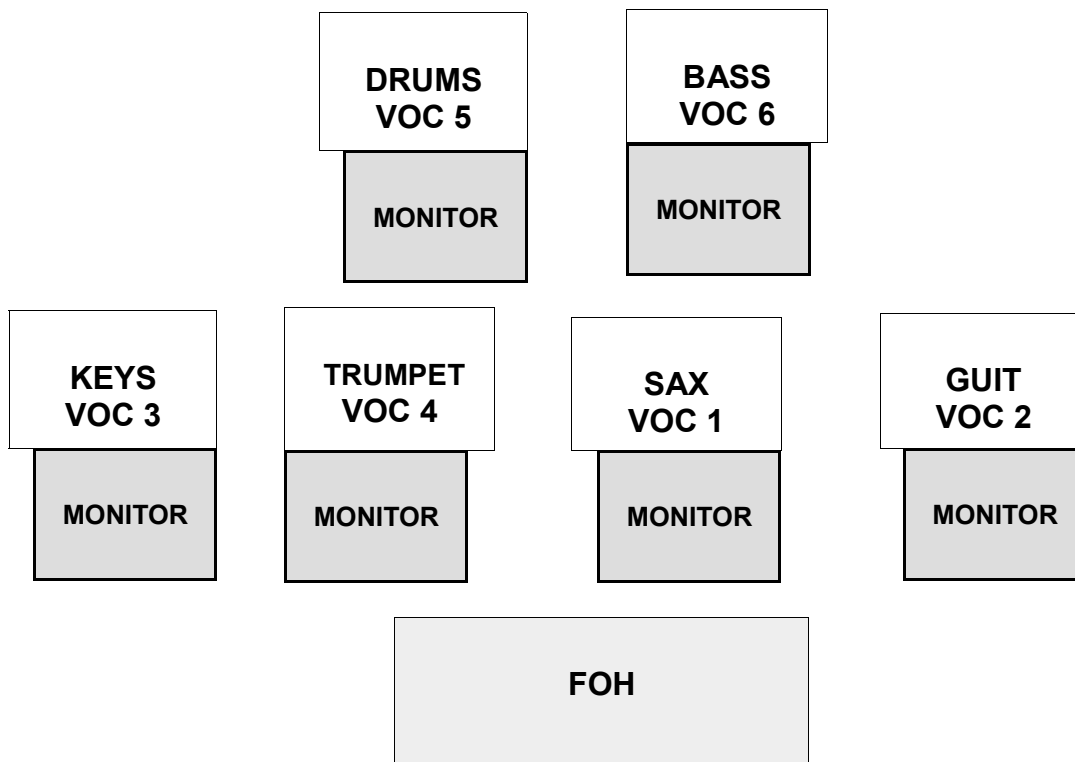 DRUMS
VOC 5
BASS
VOC 6
MONITOR
MONITOR
KEYS
VOC 3
TRUMPET
VOC 4
SAX
VOC 1
GUIT
VOC 2
MONITOR
MONITOR
MONITOR
MONITOR
FOH